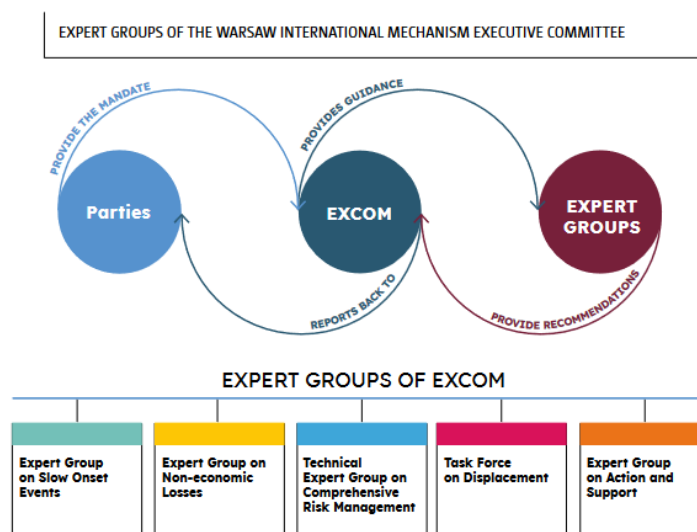 EXPERT GROUPS OF THE WARSAW INTERNATIONAL MECHANISM EXECUTIVE COMMITTEE
PROVIDE THE MANDATE
PROVIDES GUIDANCE
Parties
EXCOM
EXPERT
GROUPS
REPORTS BACK TO
PROVIDE RECOMMENDATIONS
EXPERT GROUPS OF EXCOM
Expert Group
on Slow Onset
Events
Expert Group on
Non-economic
Losses
Technical
Expert Group on
Comprehensive
Risk Management
Task Force
on Displacement
Expert Group
on Action and
Support